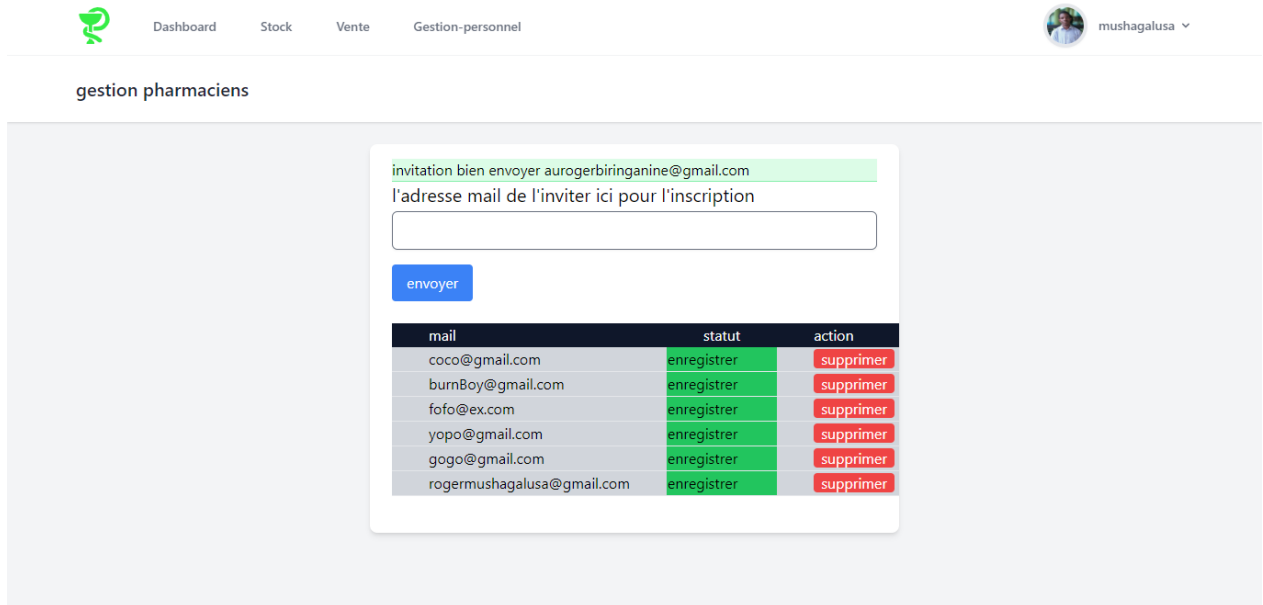 Dashboard Stock Vente Gestion-personnel mushagalusa
gestion pharmaciens
invitation bien envoyer aurogerbiringanine@gmail.com
l'adresse mail de l'inviter ici pour l'inscription
envoyer
mail statut action
coco@gmail.com enregistrer supprimer
burnBoy@gmail.com enregistrer supprimer
fofo@ex.com enregistrer supprimer
yopo@gmail.com enregistrer supprimer
gogo@gmail.com enregistrer supprimer
rogermushagalusa@gmail.com enregistrer supprimer